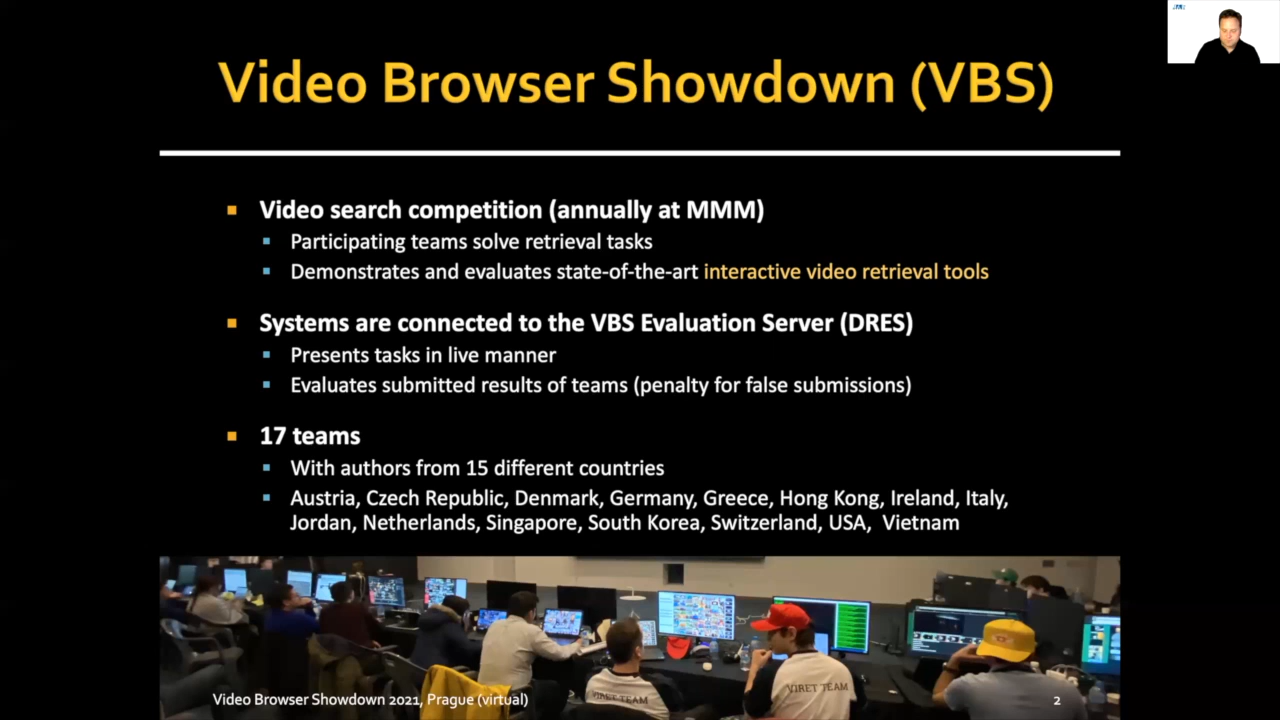 Video Browser Showdown (VBS)
Video search competition (annually at MMM)
Participating teams solve retrieval tasks
Demonstrates and evaluates state-of-the-art interactive video retrieval tools
Systems are connected to the VBS Evaluation Server (DRES)
Presents tasks in live manner
Evaluates submitted results of teams (penalty for false submissions)
17 teams
With authors from 15 different countries
Austria, Czech Republic, Denmark, Germany, Greece, Hong Kong, Ireland, Italy,
Jordan, Netherlands, Singapore, South Korea, Switzerland, USA, Vietnam
VIRET TEAM
VIRET TEAM
Video Browser Showdown 2021, Prague (virtual)
2